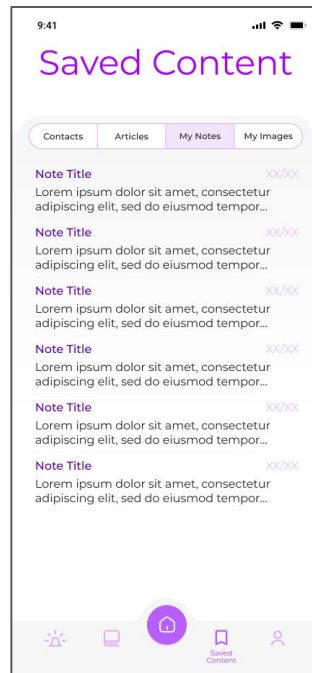 9:41
Saved Content
Contacts Articles My Notes My Images
Note Title XX/XX
Lorem ipsum dolor sit amet, consectetur
adipiscing elit, sed do eiusmod tempor...
Note Title XX/XX
Lorem ipsum dolor sit amet, consectetur
adipiscing elit, sed do eiusmod tempor...
Note Title XX/XX
Lorem ipsum dolor sit amet, consectetur
adipiscing elit, sed do eiusmod tempor...
Note Title XX/XX
Lorem ipsum dolor sit amet, consectetur
adipiscing elit, sed do eiusmod tempor...
Note Title XX/XX
Lorem ipsum dolor sit amet, consectetur
adipiscing elit, sed do eiusmod tempor...
Note Title XX/XX
Lorem ipsum dolor sit amet, consectetur
adipiscing elit, sed do eiusmod tempor...
Saved
Content